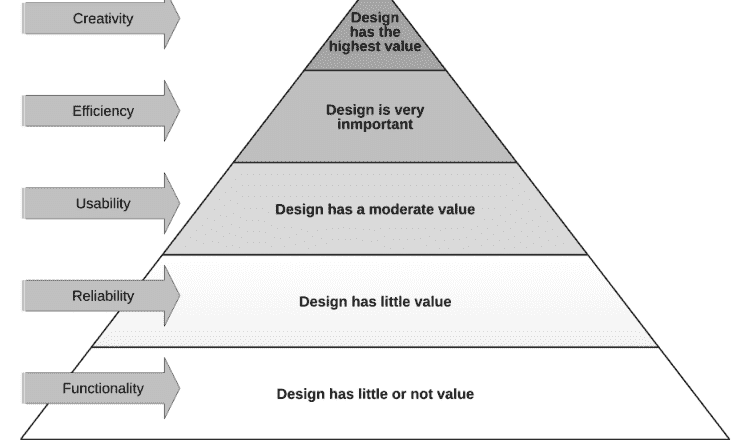 Creativity
Design
has the
highest value
Efficiency
Design is very
inmportant
Usability
Design has a moderate value
Reliability
Design has little value
Functionality
Design has little or not value